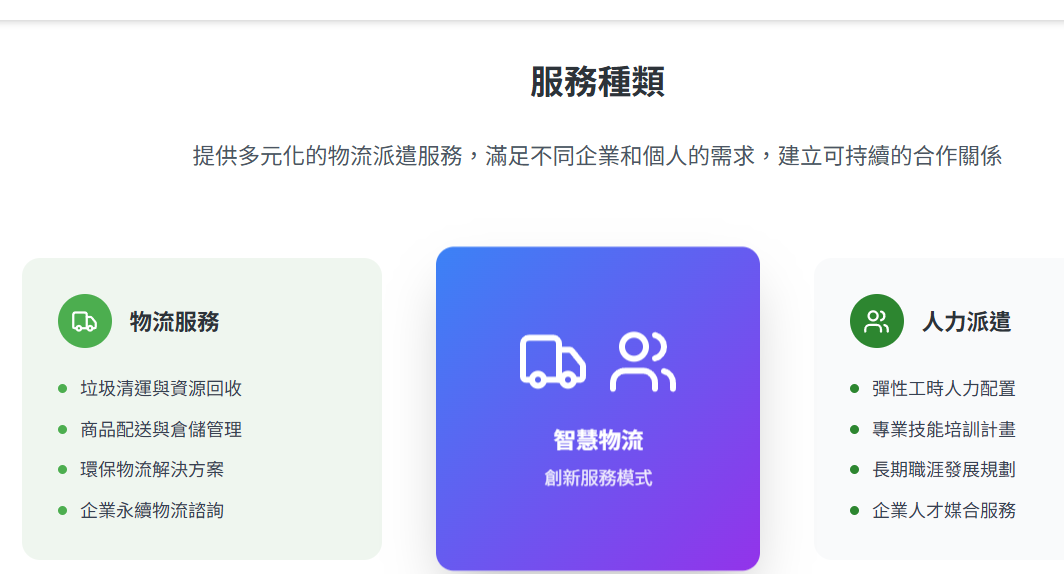 服務種類
提供多元化的物流派遣服務，滿足不同企業和個人的需求，建立可持續的合作關係
物流服務
垃圾清運與資源回收
商品配送與倉儲管理
環保物流解決方案
企業永續物流諮詢
智慧物流
創新服務模式
人力派遣
彈性工時人力配置
專業技能培訓計畫
長期職涯發展規劃
企業人才媒合服務